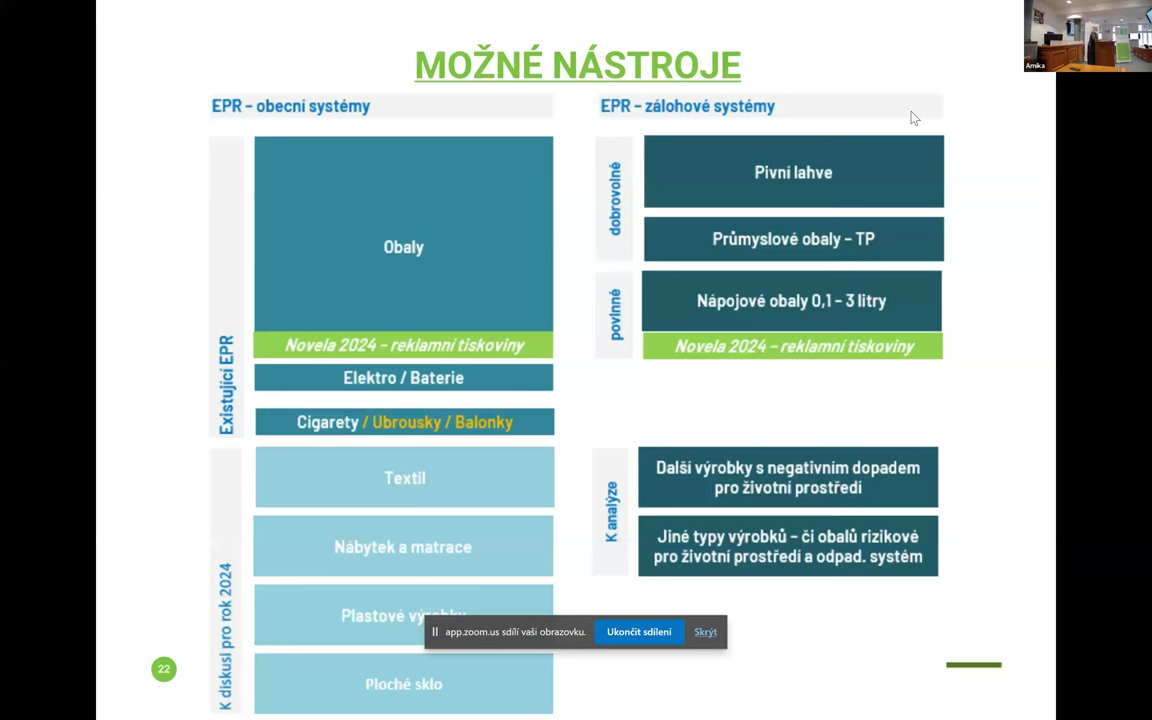 MOŽNÉ NÁSTROJE
EPR – obecní systémy
Existující EPR
Obaly
Novela 2024 – reklamní tiskoviny
Elektro / Baterie
Cigarety / Ubrousky / Balonky
K diskusi pro rok 2024
Textil
Nábytek a matrace
Plastové výrobky
Ploché sklo
EPR – zálohové systémy
dobrovolné
Pivní lahve
Průmyslové obaly – TP
povinné
Nápojové obaly 0,1 – 3 litry
Novela 2024 – reklamní tiskoviny
K analýze
Další výrobky s negativním dopadem
pro životní prostředí
Jiné typy výrobků – či obalů rizikové
pro životní prostředí a odpad. systém
app.zoom.us sdílí vaši obrazovku.
Ukončit sdílení
Skrýt
22
Arnika